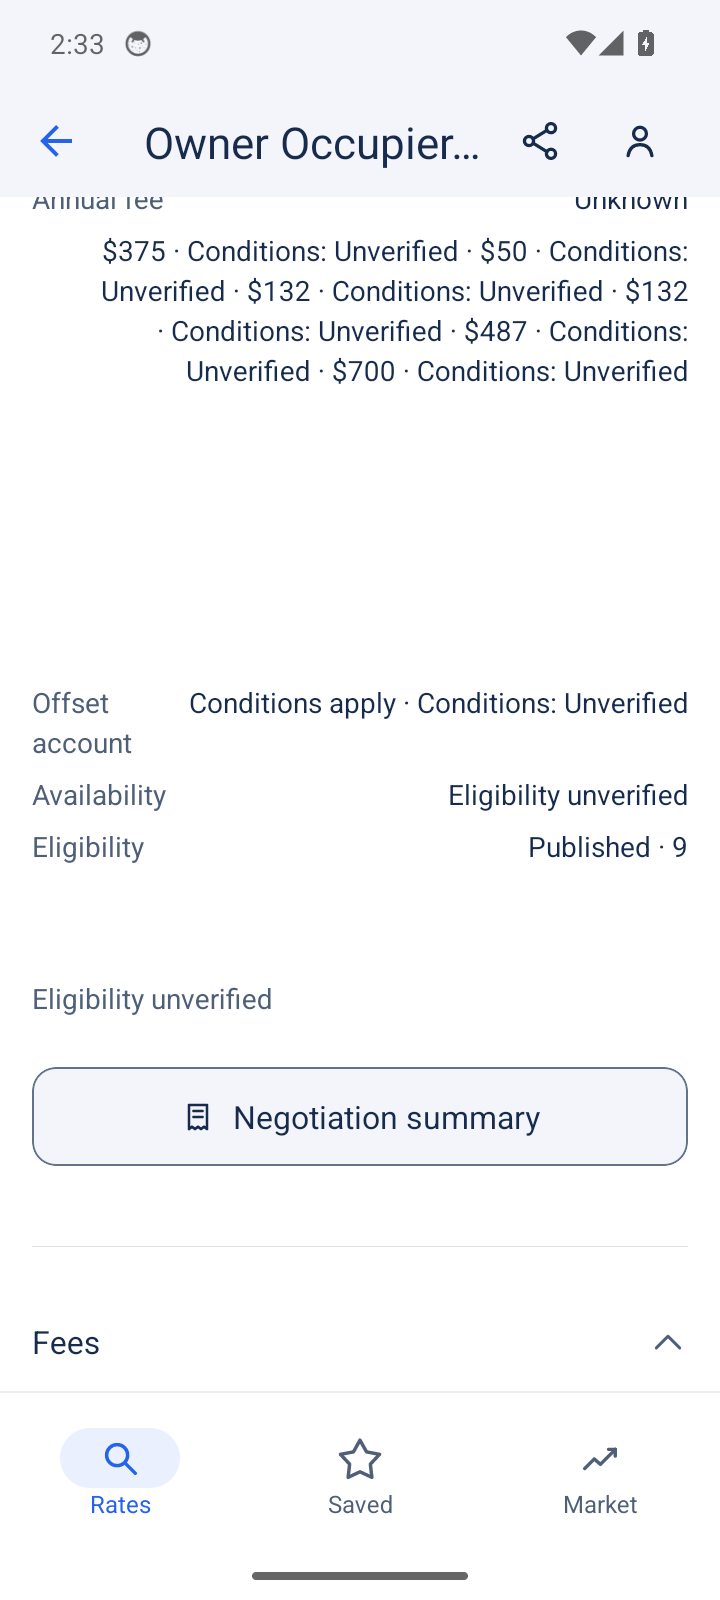 2:33
Owner Occupier...
Annual fee Unknown
$375 · Conditions: Unverified · $50 · Conditions:
Unverified · $132 · Conditions: Unverified · $132
· Conditions: Unverified · $487 · Conditions:
Unverified · $700 · Conditions: Unverified
Offset Conditions apply · Conditions: Unverified
account
Availability Eligibility unverified
Eligibility Published · 9
Eligibility unverified
Negotiation summary
Fees
Rates Saved Market